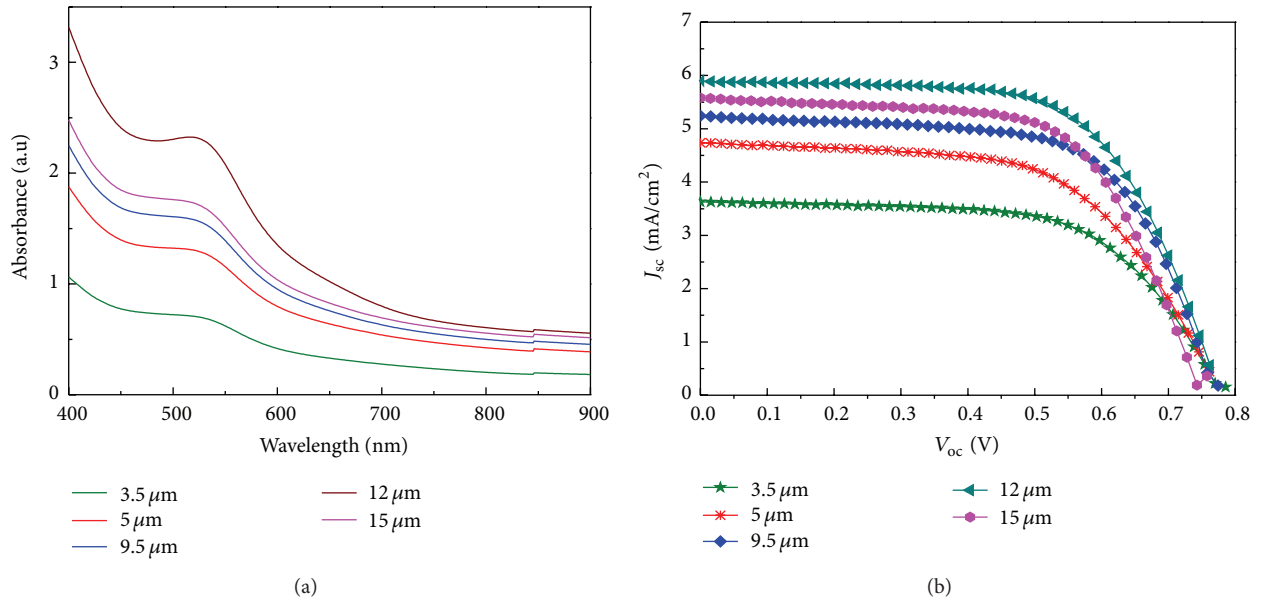 3
2
1
0
400
500
600
700
800
900
Absorbance (a.u)
Wavelength (nm)
3.5 μm
5 μm
9.5 μm
12 μm
15 μm
(a)
7
6
5
4
3
2
1
0
0.0
0.1
0.2
0.3
0.4
0.5
0.6
0.7
0.8
J_sc (mA/cm²)
V_oc (V)
3.5 μm
5 μm
9.5 μm
12 μm
15 μm
(b)